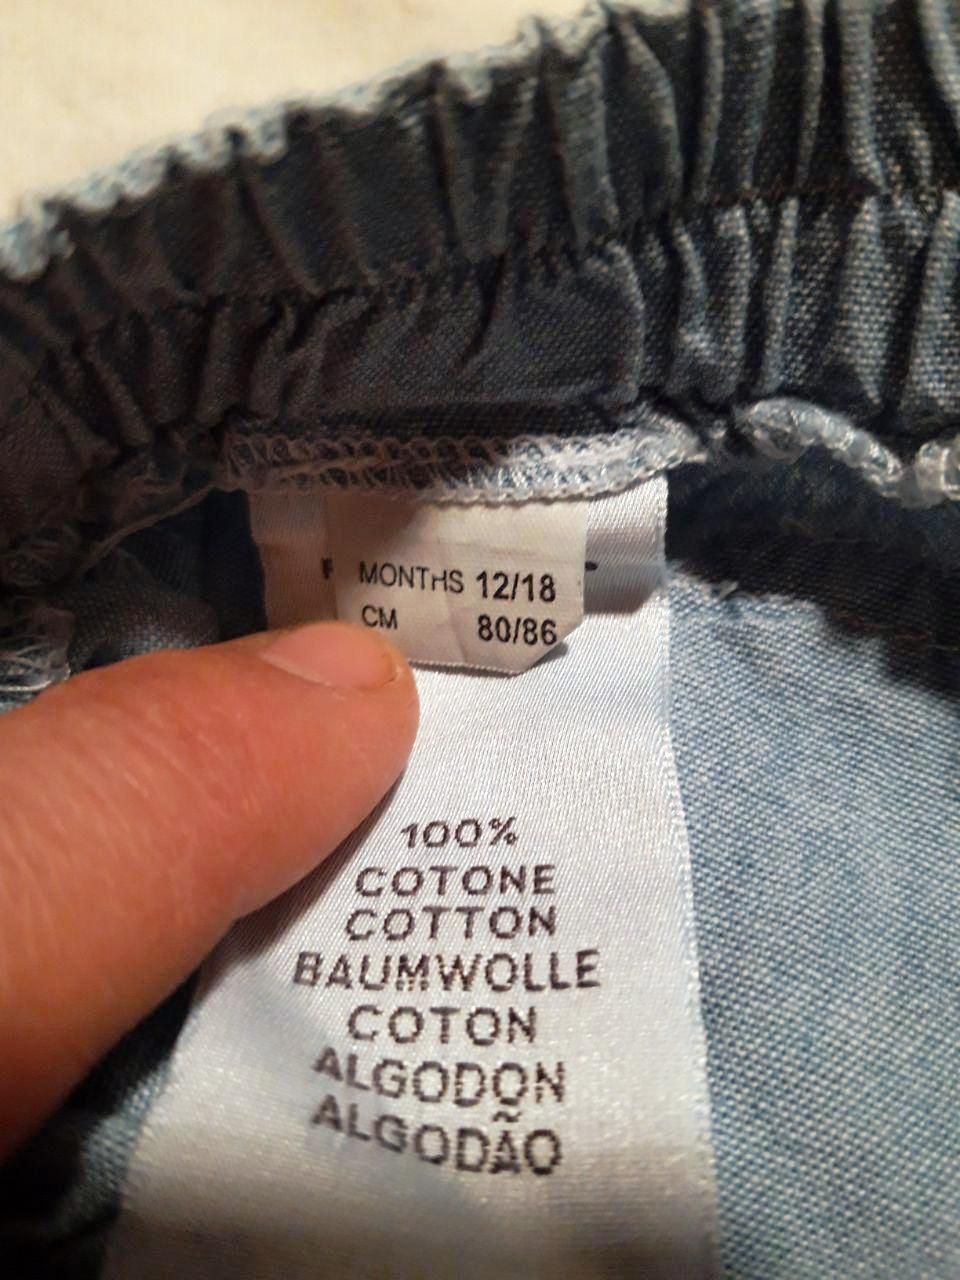 MONTHS 12/18
CM 80/86
100%
COTONE
COTTON
BAUMWOLLE
COTON
ALGODON
ALGODÃO